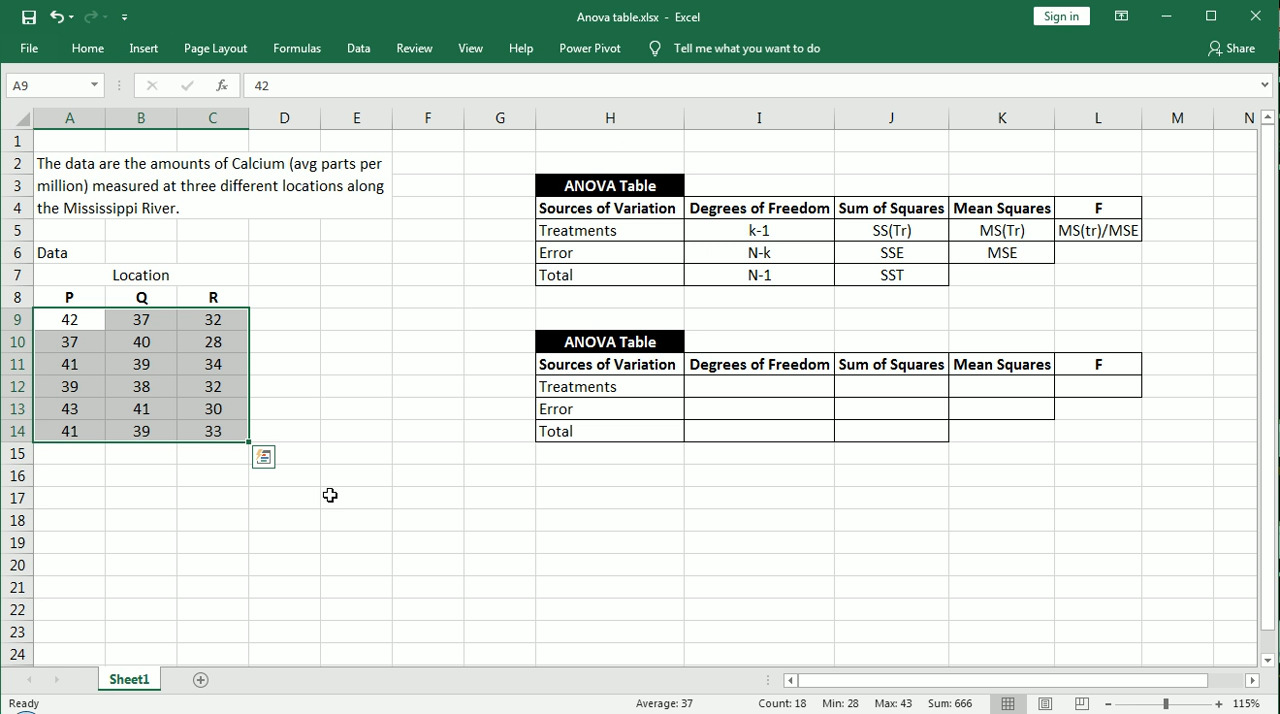 Anova table.xlsx - Excel
Sign in
File Home Insert Page Layout Formulas Data Review View Help Power Pivot Tell me what you want to do Share
A9 fx 42
A B C D E F G H I J K L M N
1
2 The data are the amounts of Calcium (avg parts per
3 million) measured at three different locations along ANOVA Table
4 the Mississippi River. Sources of Variation Degrees of Freedom Sum of Squares Mean Squares F
5 Treatments k-1 SS(Tr) MS(Tr) MS(tr)/MSE
6 Data Error N-k SSE MSE
7 Location Total N-1 SST
8 P Q R
9 42 37 32
10 37 40 28 ANOVA Table
11 41 39 34 Sources of Variation Degrees of Freedom Sum of Squares Mean Squares F
12 39 38 32 Treatments
13 43 41 30 Error
14 41 39 33 Total
15
16
17
18
19
20
21
22
23
24
Sheet1
Ready Average: 37 Count: 18 Min: 28 Max: 43 Sum: 666 115%